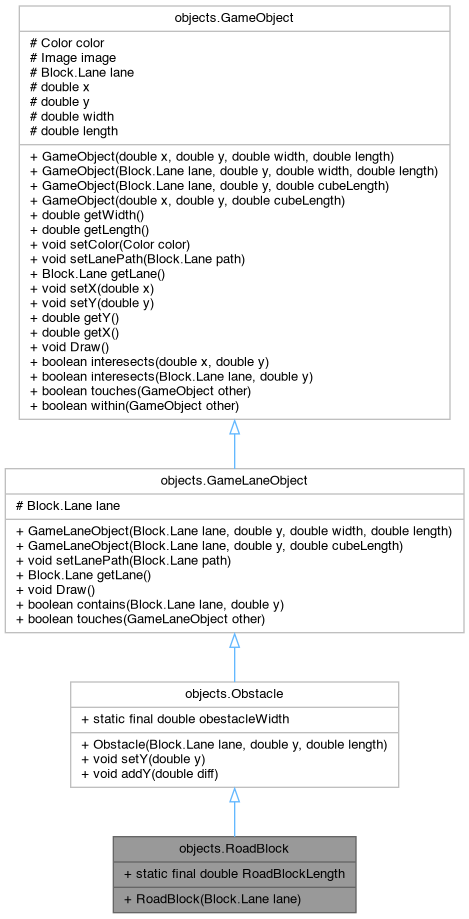 objects.GameObject
# Color color
# Image image
# Block.Lane lane
# double x
# double y
# double width
# double length
+ GameObject(double x, double y, double width, double length)
+ GameObject(Block.Lane lane, double y, double width, double length)
+ GameObject(Block.Lane lane, double y, double cubeLength)
+ GameObject(double x, double y, double cubeLength)
+ double getWidth()
+ double getLength()
+ void setColor(Color color)
+ void setLanePath(Block.Lane path)
+ Block.Lane getLane()
+ void setX(double x)
+ void setY(double y)
+ double getY()
+ double getX()
+ void Draw()
+ boolean interesects(double x, double y)
+ boolean interesects(Block.Lane lane, double y)
+ boolean touches(GameObject other)
+ boolean within(GameObject other)
objects.GameLaneObject
# Block.Lane lane
+ GameLaneObject(Block.Lane lane, double y, double width, double length)
+ GameLaneObject(Block.Lane lane, double y, double cubeLength)
+ void setLanePath(Block.Lane path)
+ Block.Lane getLane()
+ void Draw()
+ boolean contains(Block.Lane lane, double y)
+ boolean touches(GameLaneObject other)
objects.Obstacle
+ static final double obestacleWidth
+ Obstacle(Block.Lane lane, double y, double length)
+ void setY(double y)
+ void addY(double diff)
objects.RoadBlock
+ static final double RoadBlockLength
+ RoadBlock(Block.Lane lane)